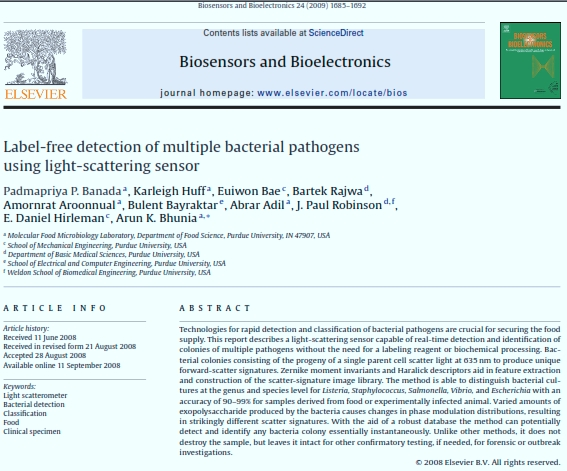 Biosensors and Bioelectronics 24 (2009) 1685–1692
Contents lists available at ScienceDirect
Biosensors and Bioelectronics
journal homepage: www.elsevier.com/locate/bios
ELSEVIER
BIOSENSORS
BIOELECTRONICS
Label-free detection of multiple bacterial pathogens
using light-scattering sensor
Padmapriya P. Banada a, Karleigh Huff a, Euiwon Bae c, Bartek Rajwa d,
Amornrat Aroonnual a, Bulent Bayraktar e, Abrar Adil a, J. Paul Robinson d,f,
E. Daniel Hirleman c, Arun K. Bhunia a,*
a Molecular Food Microbiology Laboratory, Department of Food Science, Purdue University, IN 47907, USA
c School of Mechanical Engineering, Purdue University, USA
d Department of Basic Medical Sciences, Purdue University, USA
e School of Electrical and Computer Engineering, Purdue University, USA
f Weldon School of Biomedical Engineering, Purdue University, USA
ARTICLE INFO
Article history:
Received 11 June 2008
Received in revised form 21 August 2008
Accepted 28 August 2008
Available online 11 September 2008
Keywords:
Light scatterometer
Bacterial detection
Classification
Food
Clinical specimen
ABSTRACT
Technologies for rapid detection and classification of bacterial pathogens are crucial for securing the food
supply. This report describes a light-scattering sensor capable of real-time detection and identification of
colonies of multiple pathogens without the need for a labeling reagent or biochemical processing. Bac-
terial colonies consisting of the progeny of a single parent cell scatter light at 635 nm to produce unique
forward-scatter signatures. Zernike moment invariants and Haralick descriptors aid in feature extraction
and construction of the scatter-signature image library. The method is able to distinguish bacterial cul-
tures at the genus and species level for Listeria, Staphylococcus, Salmonella, Vibrio, and Escherichia with an
accuracy of 90–99% for samples derived from food or experimentally infected animal. Varied amounts of
exopolysaccharide produced by the bacteria causes changes in phase modulation distributions, resulting
in strikingly different scatter signatures. With the aid of a robust database the method can potentially
detect and identify any bacteria colony essentially instantaneously. Unlike other methods, it does not
destroy the sample, but leaves it intact for other confirmatory testing, if needed, for forensic or outbreak
investigations.
© 2008 Elsevier B.V. All rights reserved.